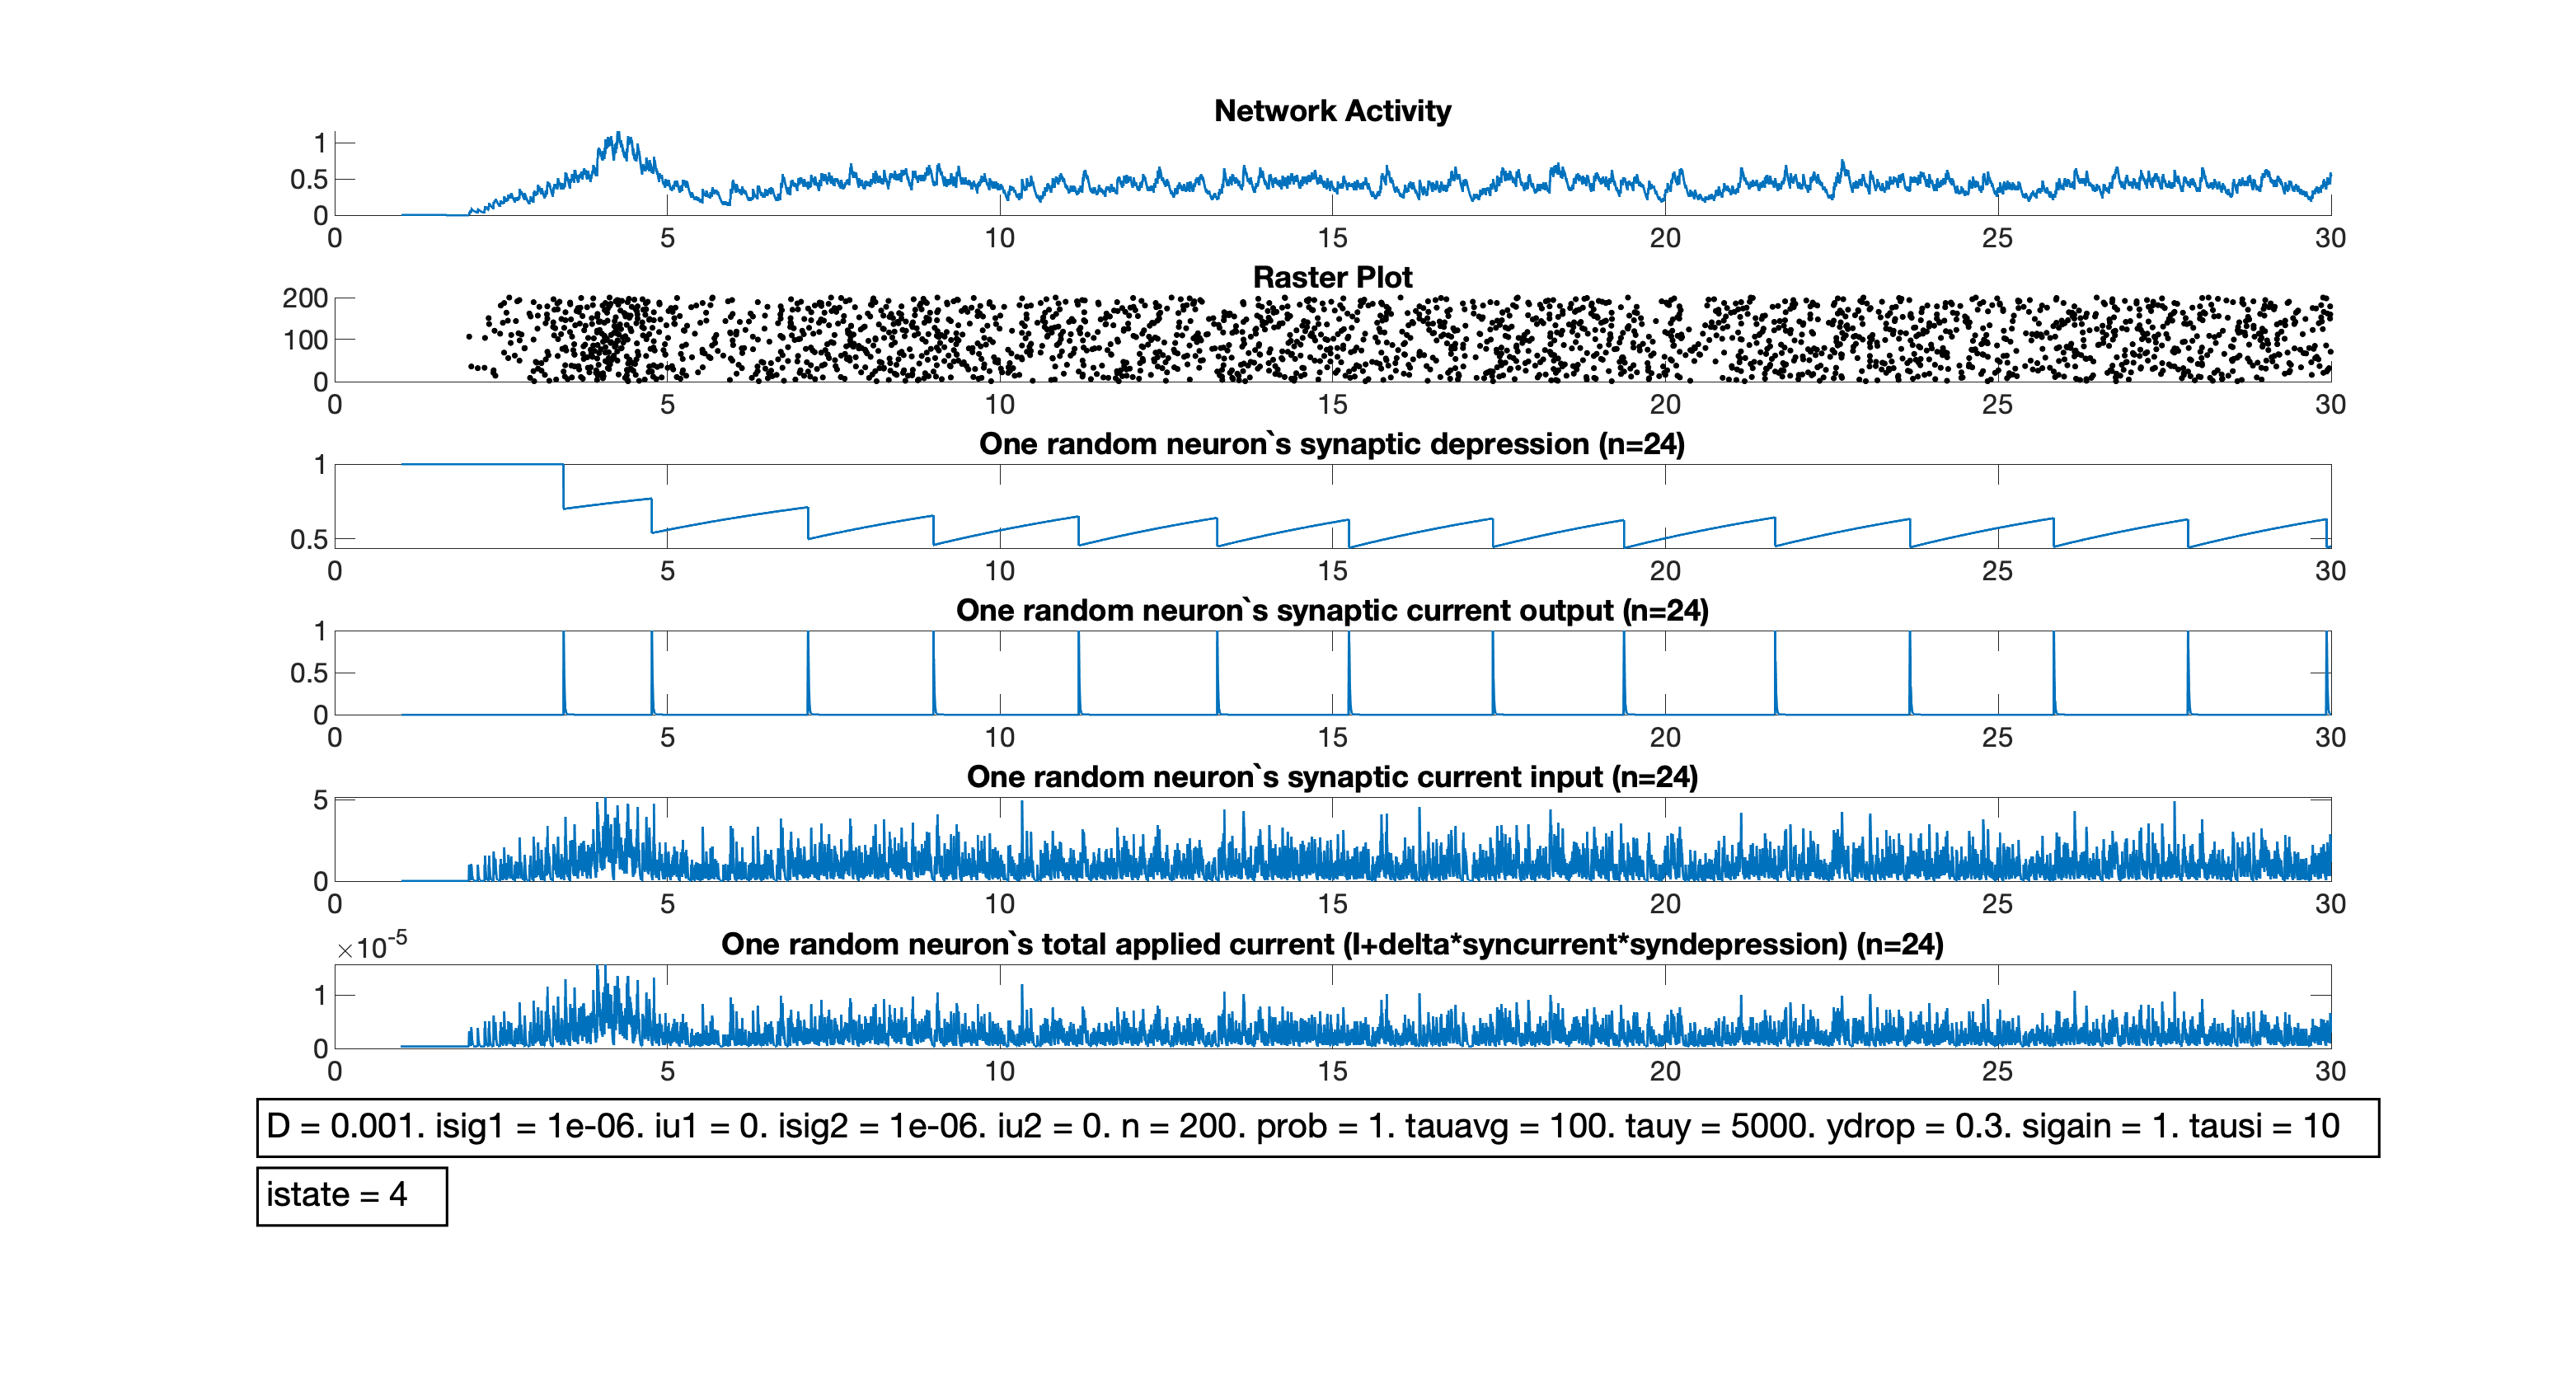 Network Activity
1
0.5
0
0 5 10 15 20 25 30
Raster Plot
200
100
0
0 5 10 15 20 25 30
One random neuron`s synaptic depression (n=24)
1
0.5
0 5 10 15 20 25 30
One random neuron`s synaptic current output (n=24)
1
0.5
0
0 5 10 15 20 25 30
One random neuron`s synaptic current input (n=24)
5
0
0 5 10 15 20 25 30
×10^-5 One random neuron`s total applied current (I+delta*syncurrent*syndepression) (n=24)
1
0
0 5 10 15 20 25 30
D = 0.001. isig1 = 1e-06. iu1 = 0. isig2 = 1e-06. iu2 = 0. n = 200. prob = 1. tauavg = 100. tauy = 5000. ydrop = 0.3. sigain = 1. tausi = 10
istate = 4